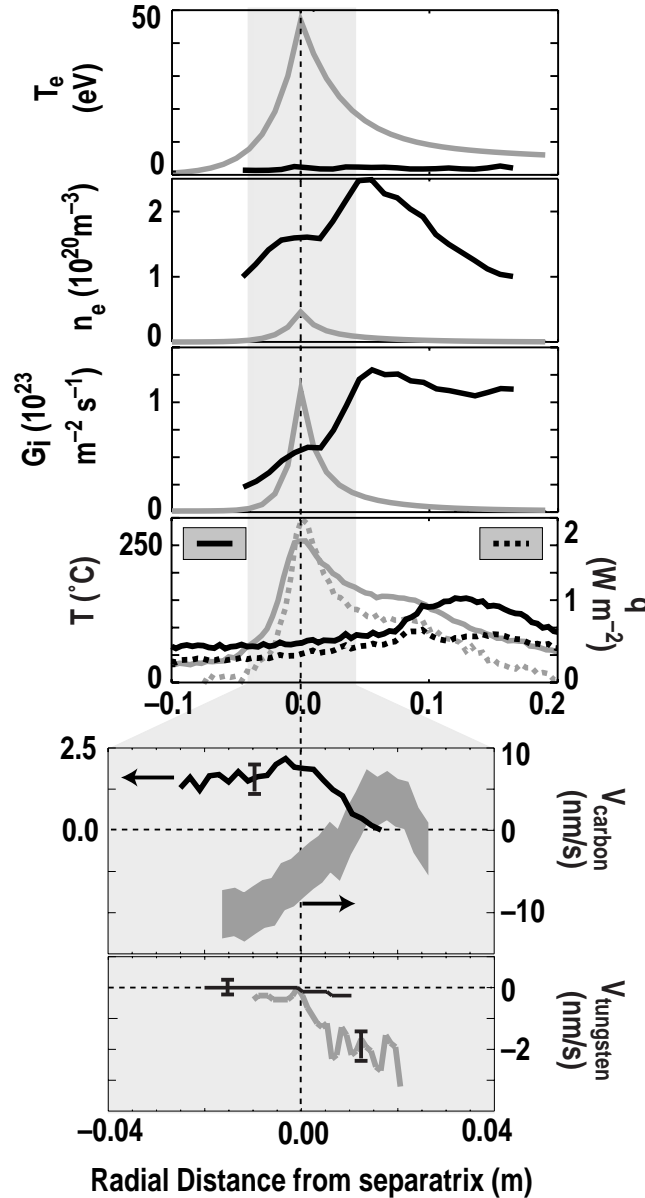 50
T_e
(eV)
0
2
n_e (10^20m^−3)
1
0
G_i (10^23
m^−2 s^−1)
1
0
250
T (°C)
0
2
q
(W m^−2)
1
0
−0.1 0.0 0.1 0.2
2.5
0.0
10
0
−10
V_carbon
(nm/s)
0
−2
V_tungsten
(nm/s)
−0.04 0.00 0.04
Radial Distance from separatrix (m)